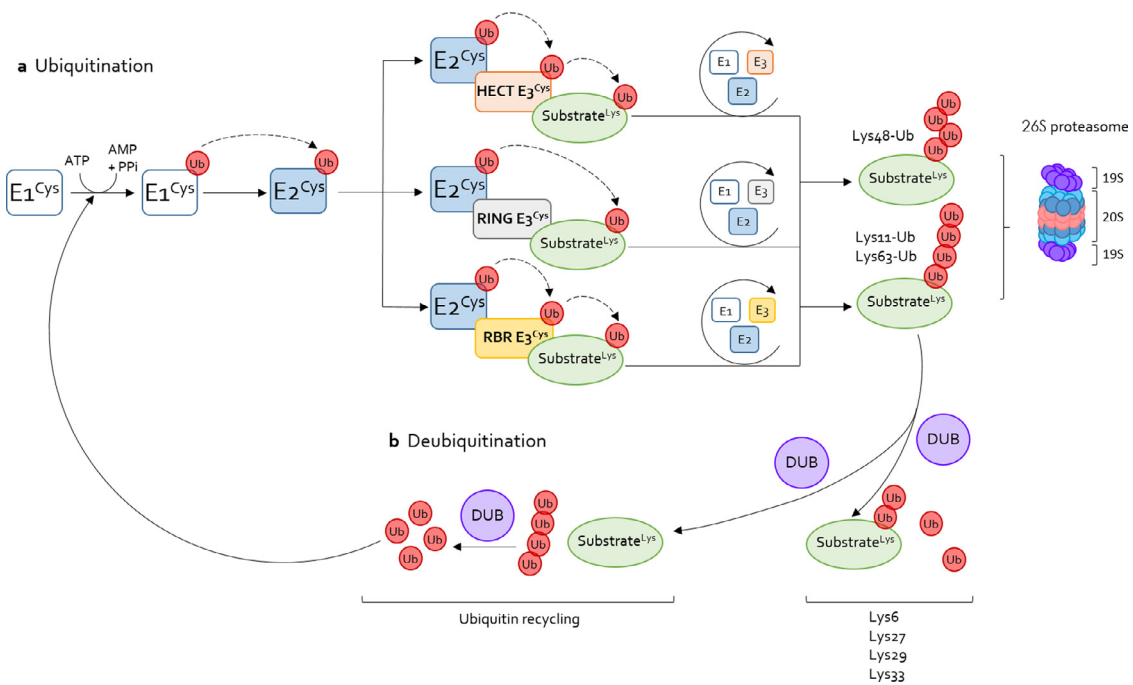 a Ubiquitination
ATP
AMP
+ PPi
E1Cys
E1Cys
Ub
E2Cys
Ub
E2Cys
Ub
HECT E3Cys
Ub
SubstrateLys
Ub
E1
E3
E2
E2Cys
Ub
RING E3Cys
SubstrateLys
Ub
E1
E3
E2
E2Cys
Ub
RBR E3Cys
Ub
SubstrateLys
Ub
E1
E3
E2
Lys48-Ub
Ub
Ub
Ub
Ub
SubstrateLys
Lys11-Ub
Lys63-Ub
Ub
Ub
Ub
Ub
SubstrateLys
26S proteasome
19S
20S
19S
b Deubiquitination
DUB
DUB
Ub
Ub
Ub
Ub
Ub
DUB
Ub
Ub
Ub
Ub
SubstrateLys
SubstrateLys
Ub
Ub
Ub
Ub
Ubiquitin recycling
Lys6
Lys27
Lys29
Lys33